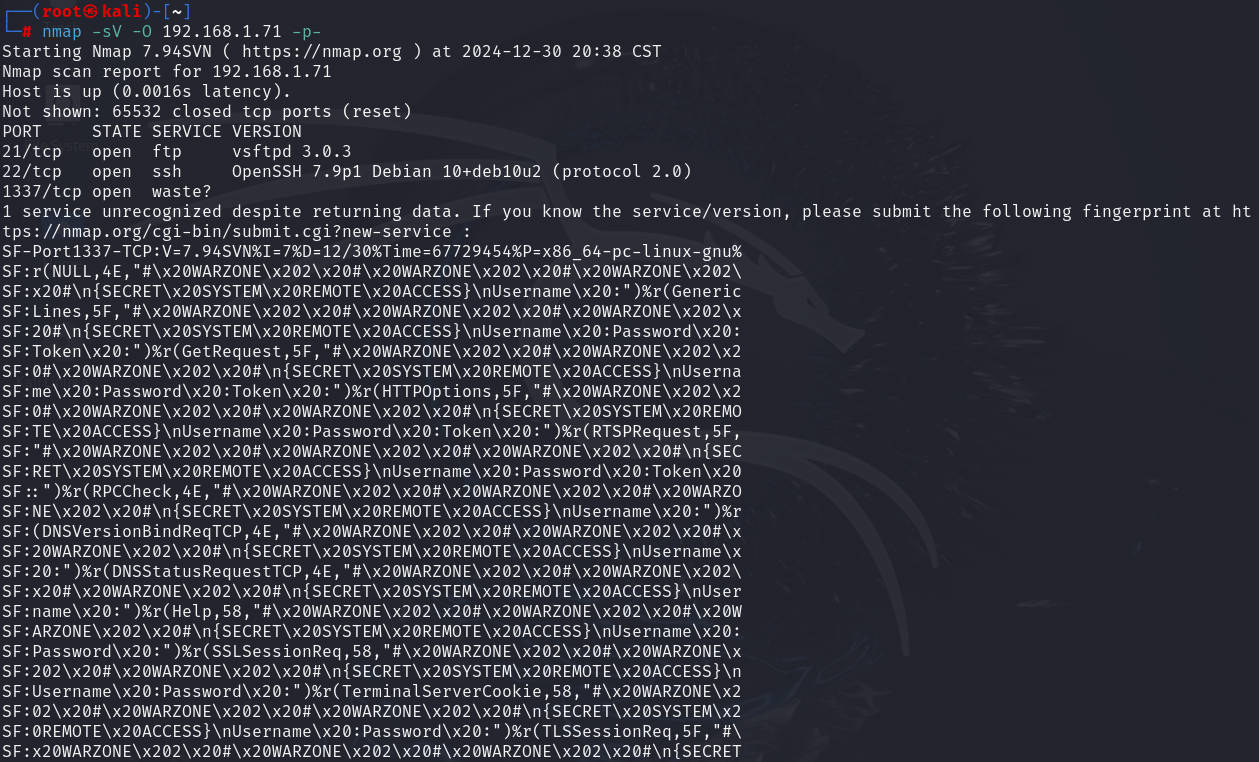 ┌──(root㉿kali)-[~]
└─# nmap -sV -O 192.168.1.71 -p-
Starting Nmap 7.94SVN ( https://nmap.org ) at 2024-12-30 20:38 CST
Nmap scan report for 192.168.1.71
Host is up (0.0016s latency).
Not shown: 65532 closed tcp ports (reset)
PORT     STATE SERVICE VERSION
21/tcp   open  ftp     vsftpd 3.0.3
22/tcp   open  ssh     OpenSSH 7.9p1 Debian 10+deb10u2 (protocol 2.0)
1337/tcp open  waste?
1 service unrecognized despite returning data. If you know the service/version, please submit the following fingerprint at ht
tps://nmap.org/cgi-bin/submit.cgi?new-service :
SF-Port1337-TCP:V=7.94SVN%I=7%D=12/30%Time=67729454%P=x86_64-pc-linux-gnu%
SF:r(NULL,4E,"#\x20WARZONE\x202\x20#\x20WARZONE\x202\x20#\x20WARZONE\x202\
SF:x20#\n{SECRET\x20SYSTEM\x20REMOTE\x20ACCESS}\nUsername\x20:")%r(Generic
SF:Lines,5F,"#\x20WARZONE\x202\x20#\x20WARZONE\x202\x20#\x20WARZONE\x202\x
SF:20#\n{SECRET\x20SYSTEM\x20REMOTE\x20ACCESS}\nUsername\x20:Password\x20:
SF:Token\x20:")%r(GetRequest,5F,"#\x20WARZONE\x202\x20#\x20WARZONE\x202\x2
SF:0#\x20WARZONE\x202\x20#\n{SECRET\x20SYSTEM\x20REMOTE\x20ACCESS}\nUserna
SF:me\x20:Password\x20:Token\x20:")%r(HTTPOptions,5F,"#\x20WARZONE\x202\x2
SF:0#\x20WARZONE\x202\x20#\x20WARZONE\x202\x20#\n{SECRET\x20SYSTEM\x20REMO
SF:TE\x20ACCESS}\nUsername\x20:Password\x20:Token\x20:")%r(RTSPRequest,5F,
SF:"#\x20WARZONE\x202\x20#\x20WARZONE\x202\x20#\x20WARZONE\x202\x20#\n{SEC
SF:RET\x20SYSTEM\x20REMOTE\x20ACCESS}\nUsername\x20:Password\x20:Token\x20
SF::")%r(RPCCheck,4E,"#\x20WARZONE\x202\x20#\x20WARZONE\x202\x20#\x20WARZO
SF:NE\x202\x20#\n{SECRET\x20SYSTEM\x20REMOTE\x20ACCESS}\nUsername\x20:")%r
SF:(DNSVersionBindReqTCP,4E,"#\x20WARZONE\x202\x20#\x20WARZONE\x202\x20#\x
SF:20WARZONE\x202\x20#\n{SECRET\x20SYSTEM\x20REMOTE\x20ACCESS}\nUsername\x
SF:20:")%r(DNSStatusRequestTCP,4E,"#\x20WARZONE\x202\x20#\x20WARZONE\x202\
SF:x20#\x20WARZONE\x202\x20#\n{SECRET\x20SYSTEM\x20REMOTE\x20ACCESS}\nUser
SF:name\x20:")%r(Help,58,"#\x20WARZONE\x202\x20#\x20WARZONE\x202\x20#\x20W
SF:ARZONE\x202\x20#\n{SECRET\x20SYSTEM\x20REMOTE\x20ACCESS}\nUsername\x20:
SF:Password\x20:")%r(SSLSessionReq,58,"#\x20WARZONE\x202\x20#\x20WARZONE\x
SF:202\x20#\x20WARZONE\x202\x20#\n{SECRET\x20SYSTEM\x20REMOTE\x20ACCESS}\n
SF:Username\x20:Password\x20:")%r(TerminalServerCookie,58,"#\x20WARZONE\x2
SF:02\x20#\x20WARZONE\x202\x20#\x20WARZONE\x202\x20#\n{SECRET\x20SYSTEM\x2
SF:0REMOTE\x20ACCESS}\nUsername\x20:Password\x20:")%r(TLSSessionReq,5F,"#\
SF:x20WARZONE\x202\x20#\x20WARZONE\x202\x20#\x20WARZONE\x202\x20#\n{SECRET